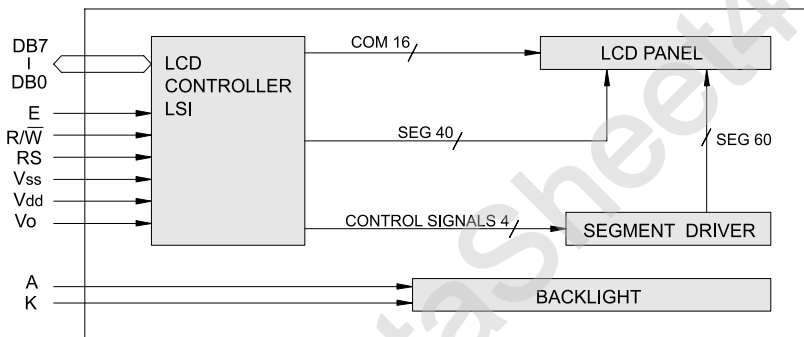 DB7
I
DB0
E
R/W̅
RS
Vss
Vdd
Vo
A
K
LCD
CONTROLLER
LSI
COM 16
SEG 40
CONTROL SIGNALS 4
LCD PANEL
SEG 60
SEGMENT DRIVER
BACKLIGHT
taSheet4